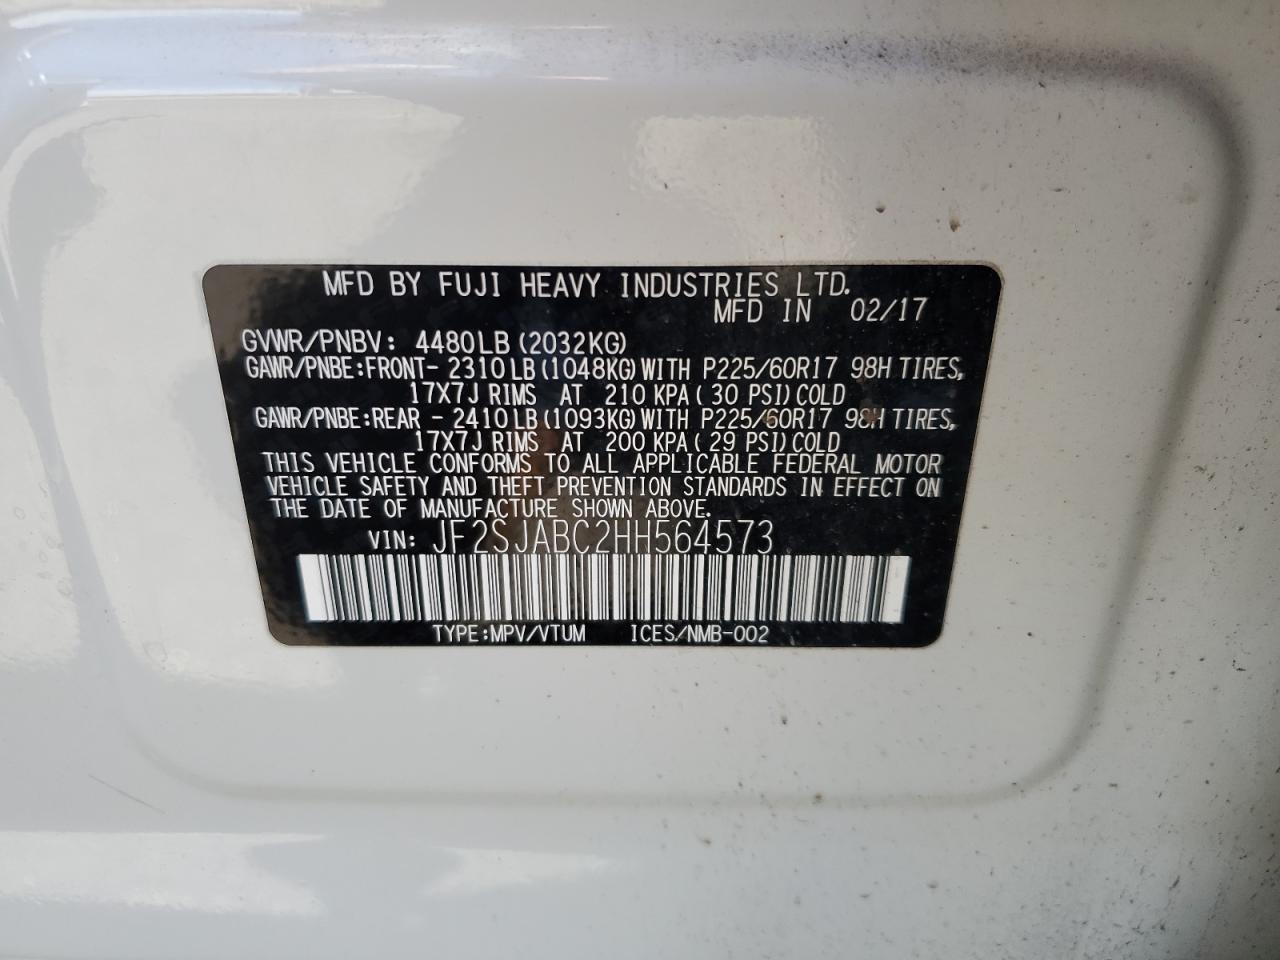 MFD BY FUJI HEAVY INDUSTRIES LTD.
MFD IN 02/17
GVWR/PNBV: 4480LB(2032KG)
GAWR/PNBE:FRONT- 2310LB(1048KG)WITH P225/60R17 98H TIRES,
17X7J RIMS AT 210 KPA( 30 PSI)COLD
GAWR/PNBE:REAR - 2410LB(1093KG)WITH P225/60R17 98H TIRES,
17X7J RIMS AT 200 KPA( 29 PSI)COLD
THIS VEHICLE CONFORMS TO ALL APPLICABLE FEDERAL MOTOR
VEHICLE SAFETY AND THEFT PREVENTION STANDARDS IN EFFECT ON
THE DATE OF MANUFACTURE SHOWN ABOVE.
VIN: JF2SJABC2HH564573
TYPE:MPV/VTUM ICES/NMB-002